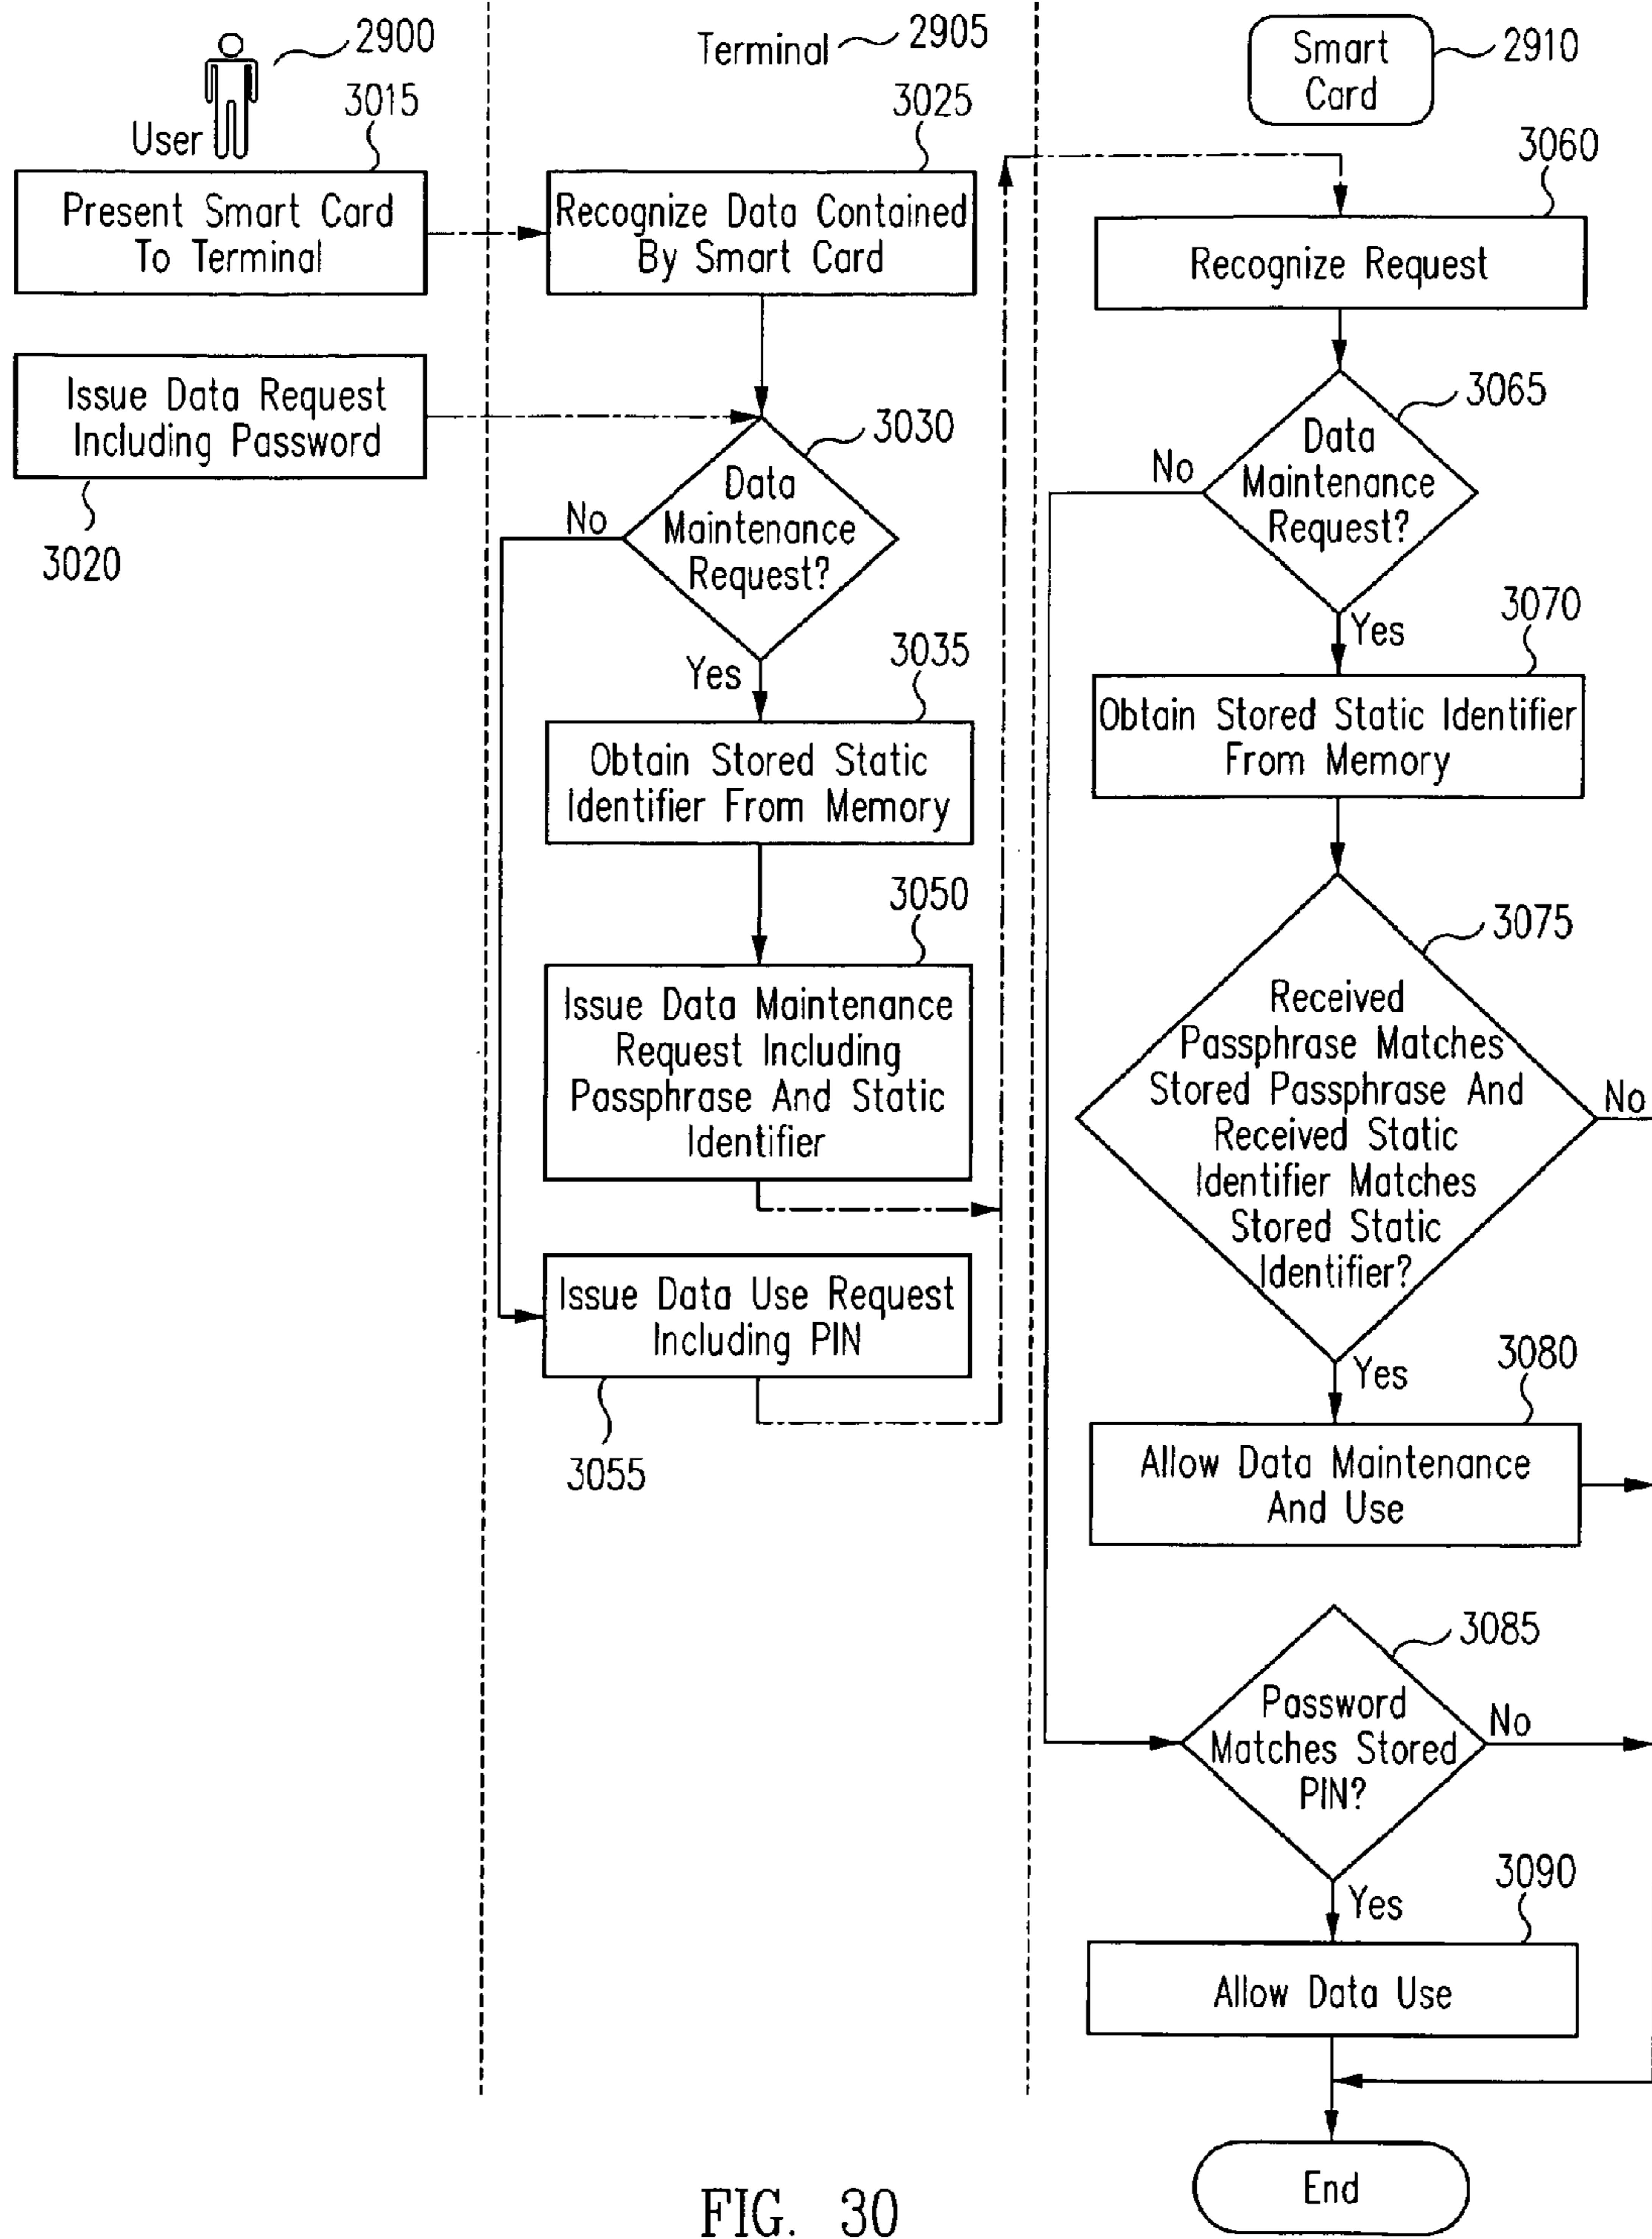 2900
User
3015
Present Smart Card
To Terminal
Issue Data Request
Including Password
3020
Terminal
2905
3025
Recognize Data Contained
By Smart Card
3030
Data
Maintenance
Request?
No
Yes
3035
Obtain Stored Static
Identifier From Memory
3050
Issue Data Maintenance
Request Including
Passphrase And Static
Identifier
Issue Data Use Request
Including PIN
3055
Smart
Card
2910
3060
Recognize Request
3065
Data
Maintenance
Request?
No
Yes
3070
Obtain Stored Static Identifier
From Memory
3075
Received
Passphrase Matches
Stored Passphrase And
Received Static
Identifier Matches
Stored Static
Identifier?
No
Yes
3080
Allow Data Maintenance
And Use
3085
Password
Matches Stored
PIN?
No
Yes
3090
Allow Data Use
End
FIG. 30